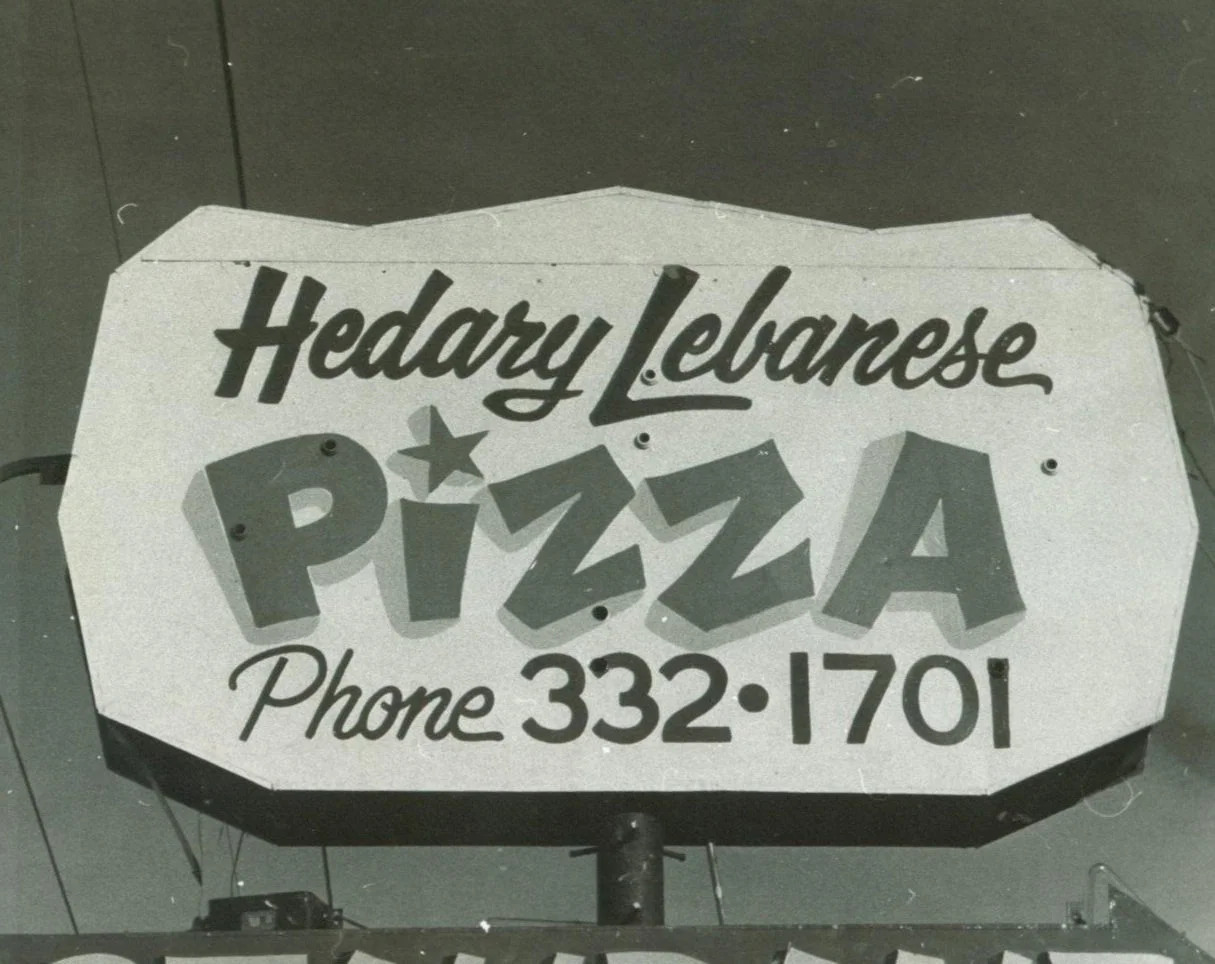 Hedary Lebanese
PiZZA
Phone 332•1701